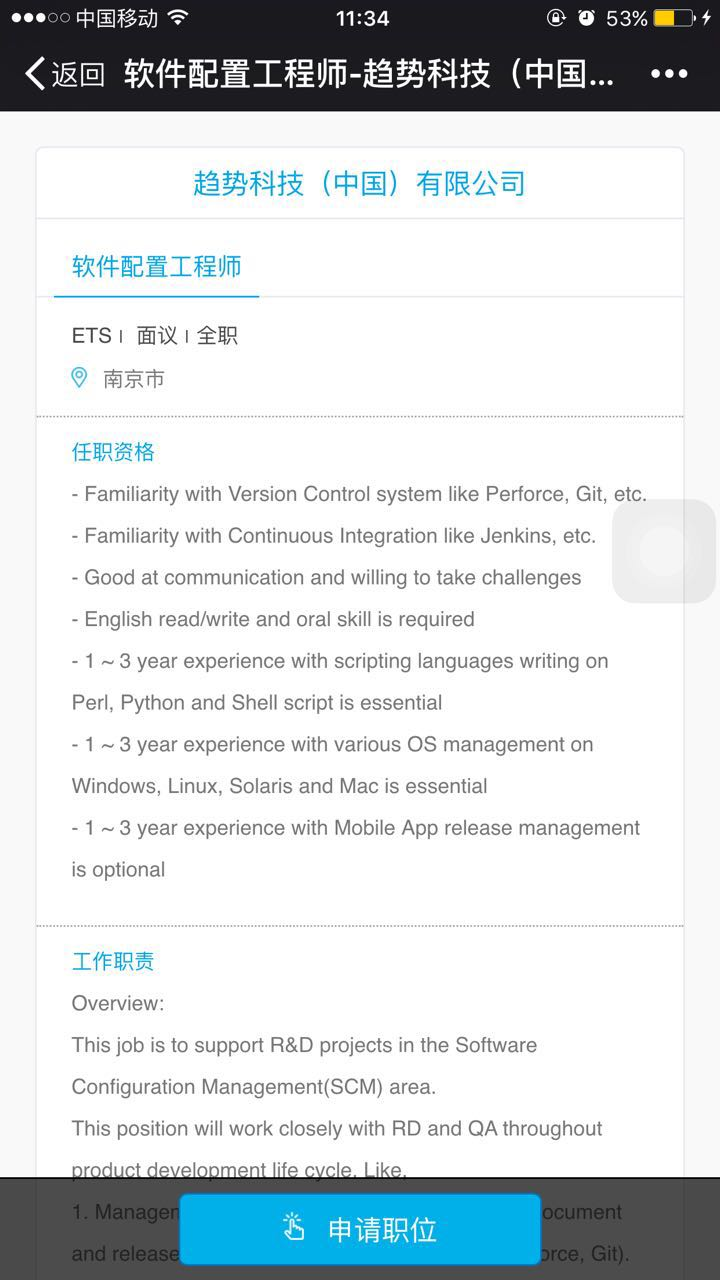 中国移动 11:34 53%
返回 软件配置工程师-趋势科技（中国...
趋势科技（中国）有限公司
软件配置工程师
ETS | 面议 | 全职
南京市
任职资格
- Familiarity with Version Control system like Perforce, Git, etc.
- Familiarity with Continuous Integration like Jenkins, etc.
- Good at communication and willing to take challenges
- English read/write and oral skill is required
- 1 ~ 3 year experience with scripting languages writing on
Perl, Python and Shell script is essential
- 1 ~ 3 year experience with various OS management on
Windows, Linux, Solaris and Mac is essential
- 1 ~ 3 year experience with Mobile App release management
is optional
工作职责
Overview:
This job is to support R&D projects in the Software
Configuration Management(SCM) area.
This position will work closely with RD and QA throughout
product development life cycle. Like,
1. Managem ocument
and release orce, Git).
申请职位